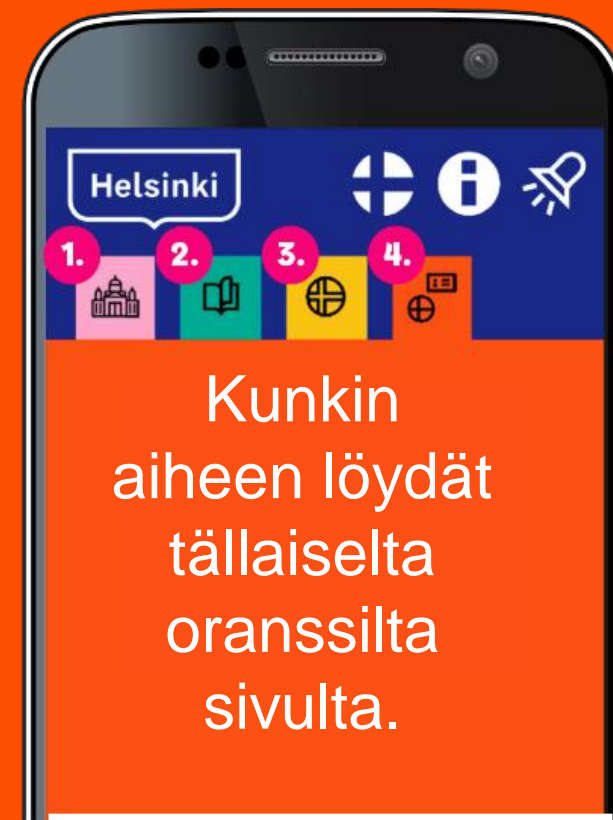 Helsinki
1. 2. 3. 4.
Kunkin
aiheen löydät
tällaiselta
oranssilta
sivulta.